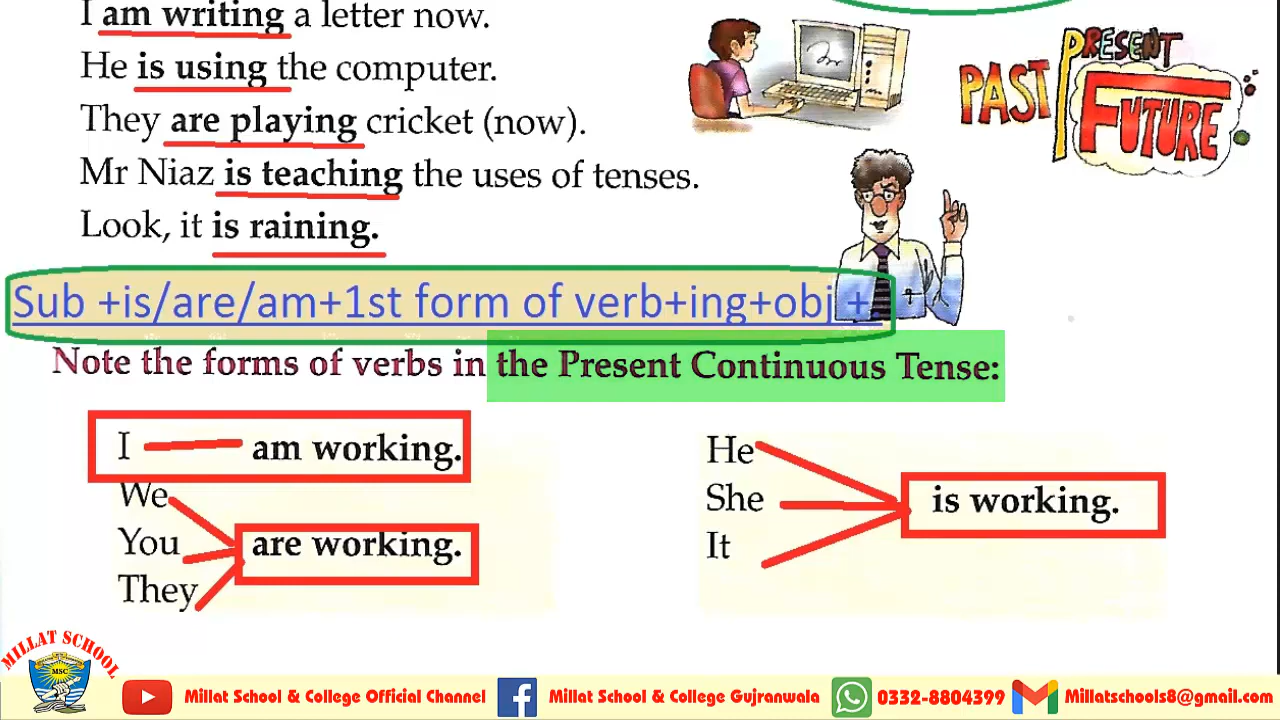 I am writing a letter now.
He is using the computer.
They are playing cricket (now).
Mr Niaz is teaching the uses of tenses.
Look, it is raining.
PAST PRESENT FUTURE
Sub +is/are/am+1st form of verb+ing+obj +.
Note the forms of verbs in the Present Continuous Tense:
I am working.
We
You are working.
They
He
She is working.
It
MILLAT SCHOOL
MSC
Millat School & College Official Channel
Millat School & College Gujranwala
0332-8804399
Millatschools8@gmail.com